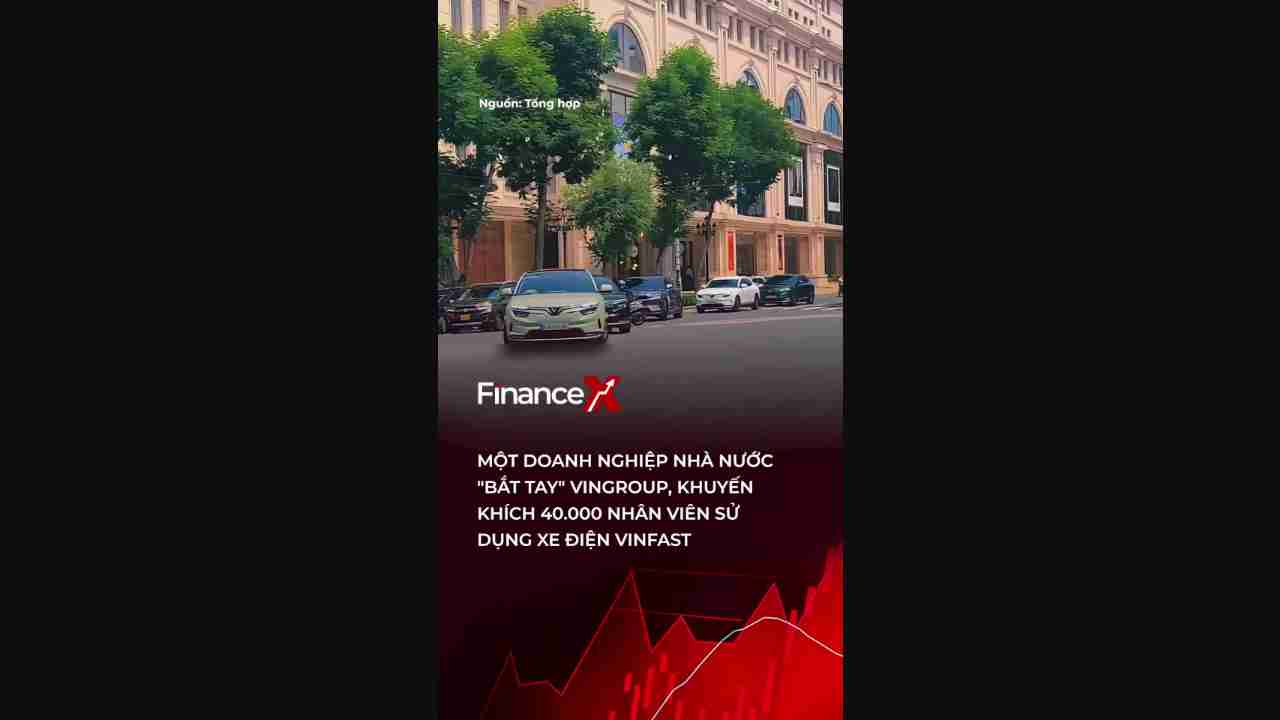 Nguồn: Tổng hợp
FinanceX
MỘT DOANH NGHIỆP NHÀ NƯỚC
"BẮT TAY" VINGROUP, KHUYẾN
KHÍCH 40.000 NHÂN VIÊN SỬ
DỤNG XE ĐIỆN VINFAST